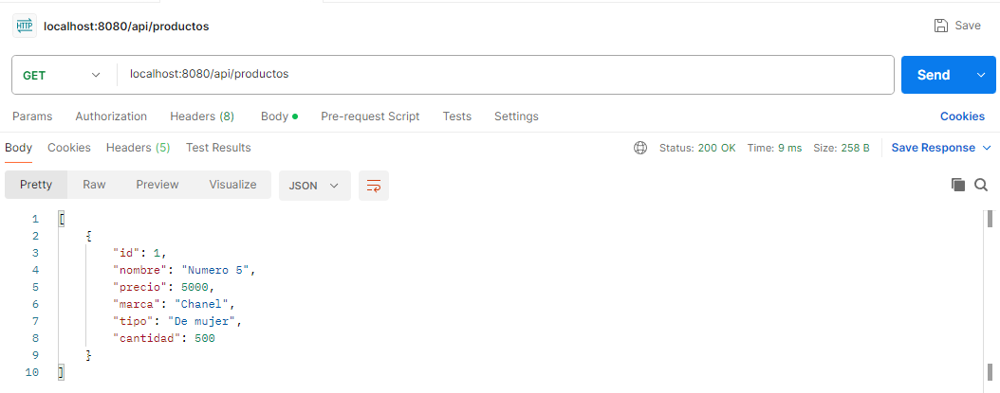 HTTP localhost:8080/api/productos Save
GET localhost:8080/api/productos Send
Params Authorization Headers (8) Body Pre-request Script Tests Settings Cookies
Body Cookies Headers (5) Test Results Status: 200 OK Time: 9 ms Size: 258 B Save Response
Pretty Raw Preview Visualize JSON
1 [
2 {
3 "id": 1,
4 "nombre": "Numero 5",
5 "precio": 5000,
6 "marca": "Chanel",
7 "tipo": "De mujer",
8 "cantidad": 500
9 }
10 ]